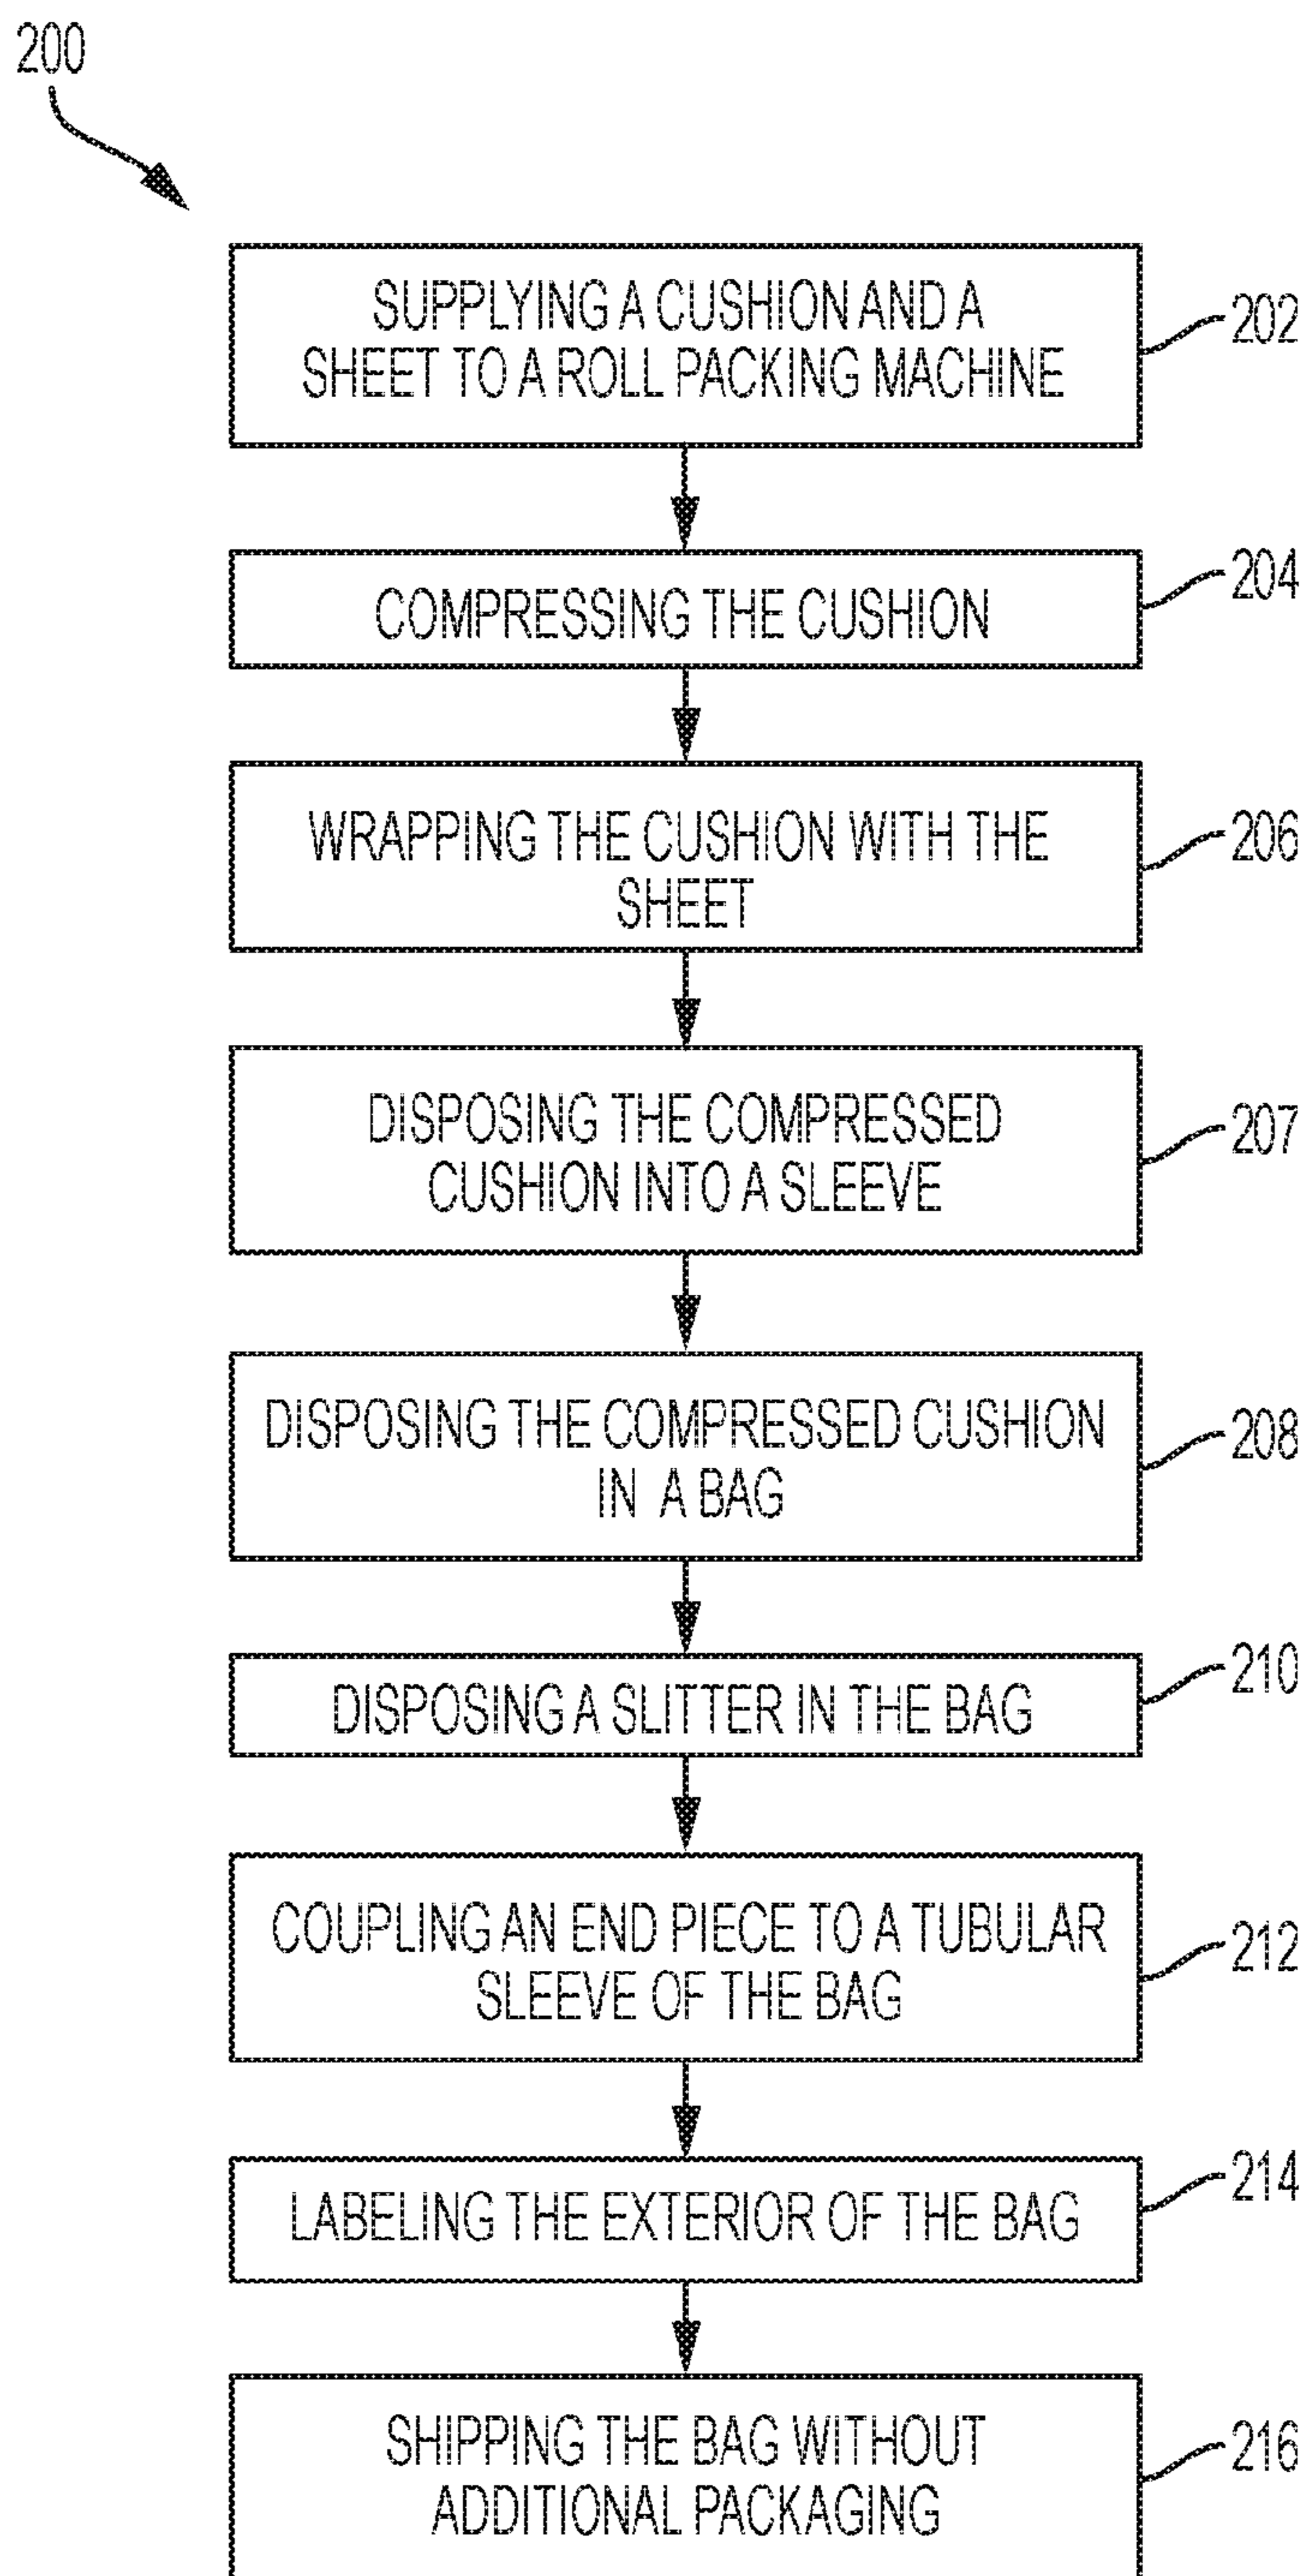 200
SUPPLYING A CUSHION AND A
SHEET TO A ROLL PACKING MACHINE
202
COMPRESSING THE CUSHION
204
WRAPPING THE CUSHION WITH THE
SHEET
206
DISPOSING THE COMPRESSED
CUSHION INTO A SLEEVE
207
DISPOSING THE COMPRESSED CUSHION
IN A BAG
208
DISPOSING A SLITTER IN THE BAG
210
COUPLING AN END PIECE TO A TUBULAR
SLEEVE OF THE BAG
212
LABELING THE EXTERIOR OF THE BAG
214
SHIPPING THE BAG WITHOUT
ADDITIONAL PACKAGING
216